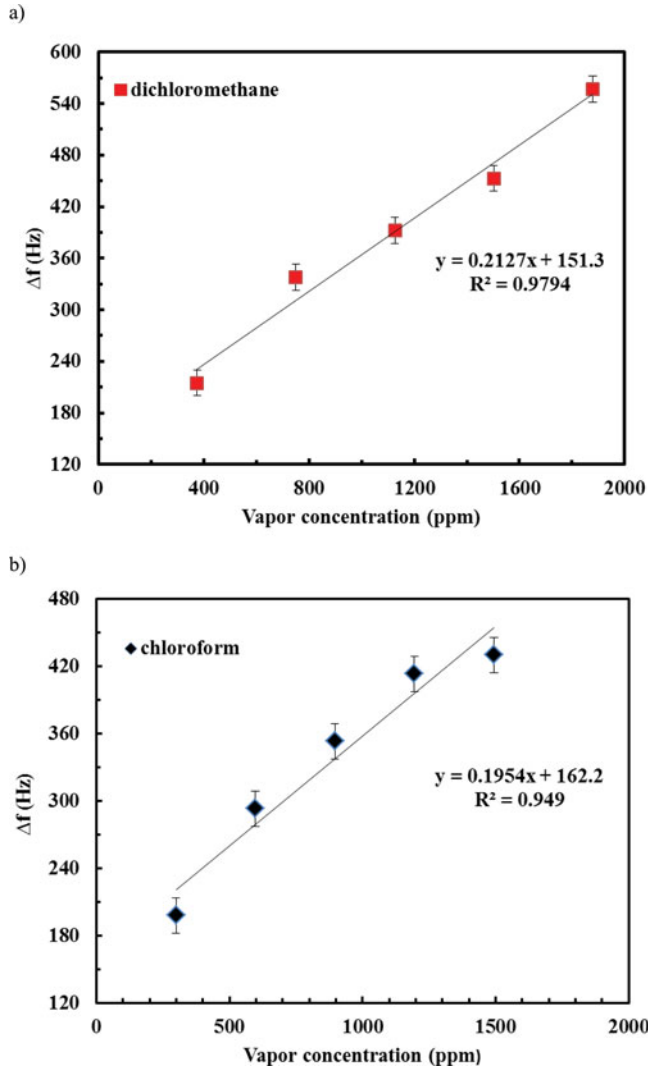 a)
600
540
480
420
360
300
240
180
120
Δf (Hz)
dichloromethane
y = 0.2127x + 151.3
R² = 0.9794
0 400 800 1200 1600 2000
Vapor concentration (ppm)
b)
480
420
360
300
240
180
120
Δf (Hz)
chloroform
y = 0.1954x + 162.2
R² = 0.949
0 500 1000 1500 2000
Vapor concentration (ppm)